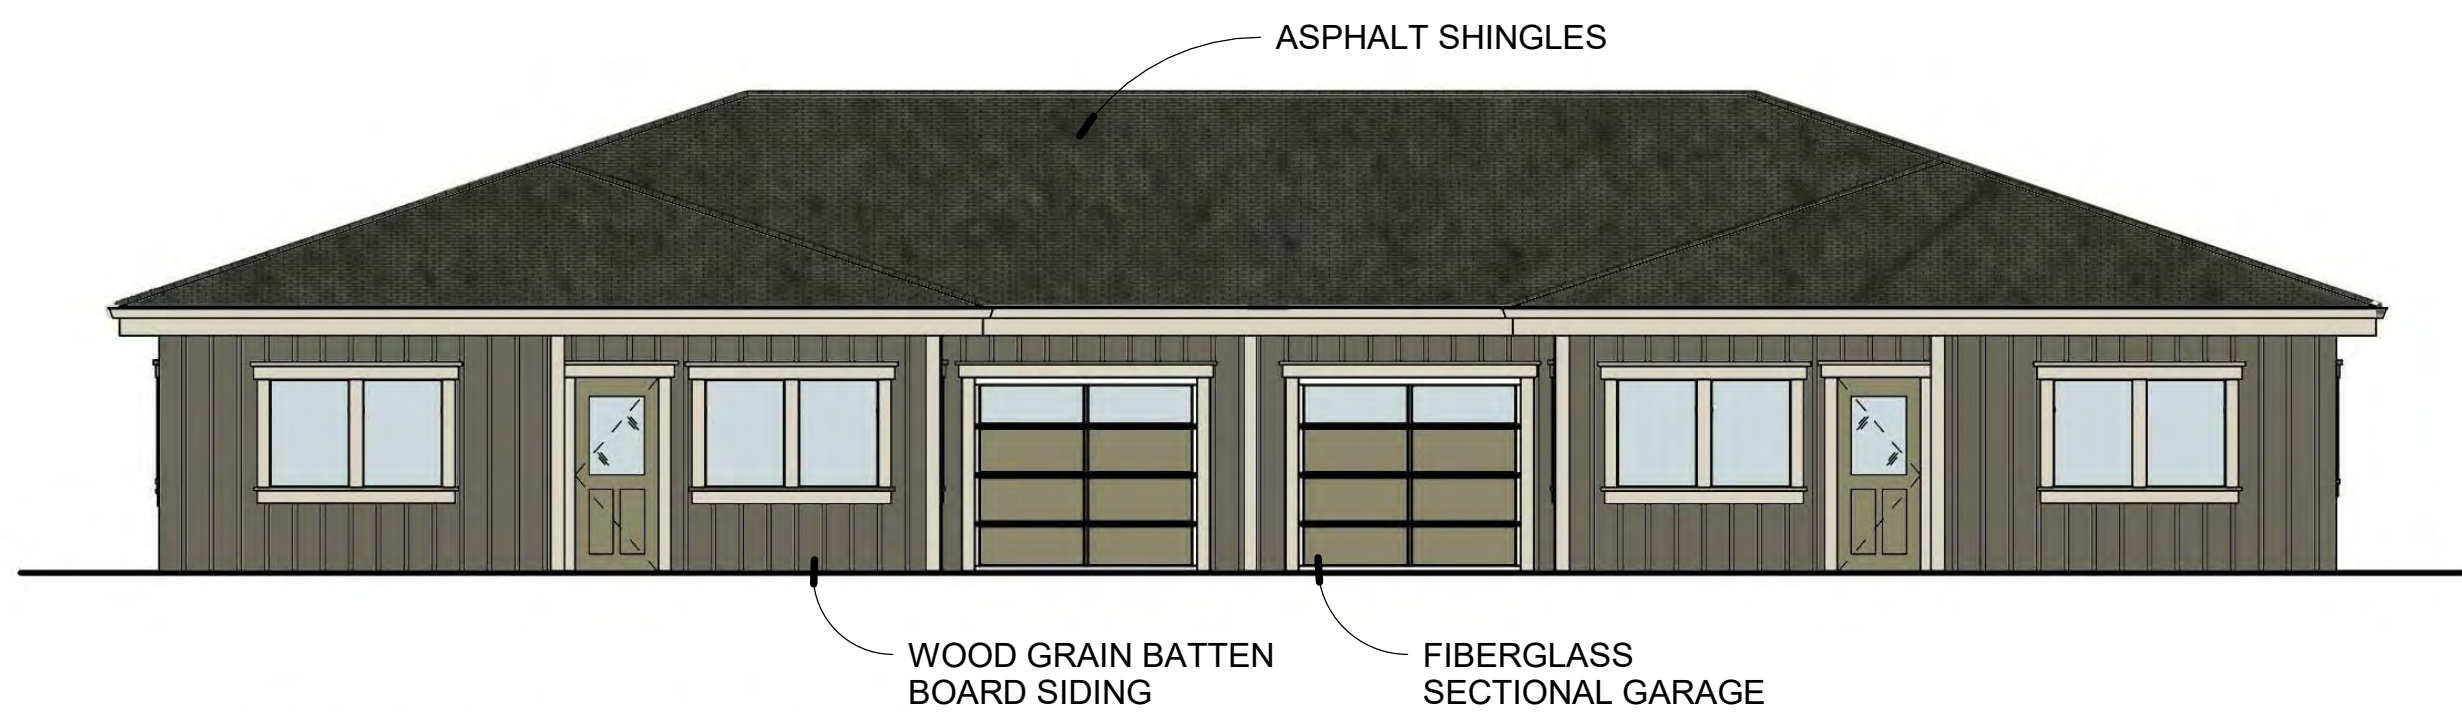 ASPHALT SHINGLES
WOOD GRAIN BATTEN
BOARD SIDING
FIBERGLASS
SECTIONAL GARAGE